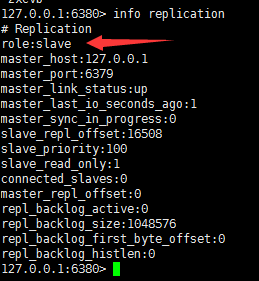 127.0.0.1:6380> info replication
# Replication
role:slave
master_host:127.0.0.1
master_port:6379
master_link_status:up
master_last_io_seconds_ago:1
master_sync_in_progress:0
slave_repl_offset:16508
slave_priority:100
slave_read_only:1
connected_slaves:0
master_repl_offset:0
repl_backlog_active:0
repl_backlog_size:1048576
repl_backlog_first_byte_offset:0
repl_backlog_histlen:0
127.0.0.1:6380>